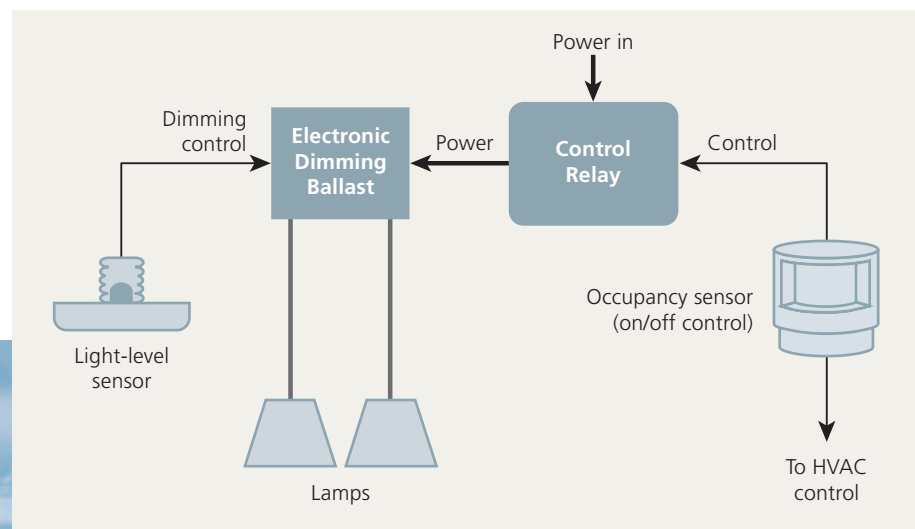 Power in
Dimming
control
Electronic
Dimming
Ballast
Power
Control
Relay
Control
Occupancy sensor
(on/off control)
Light-level
sensor
Lamps
To HVAC
control